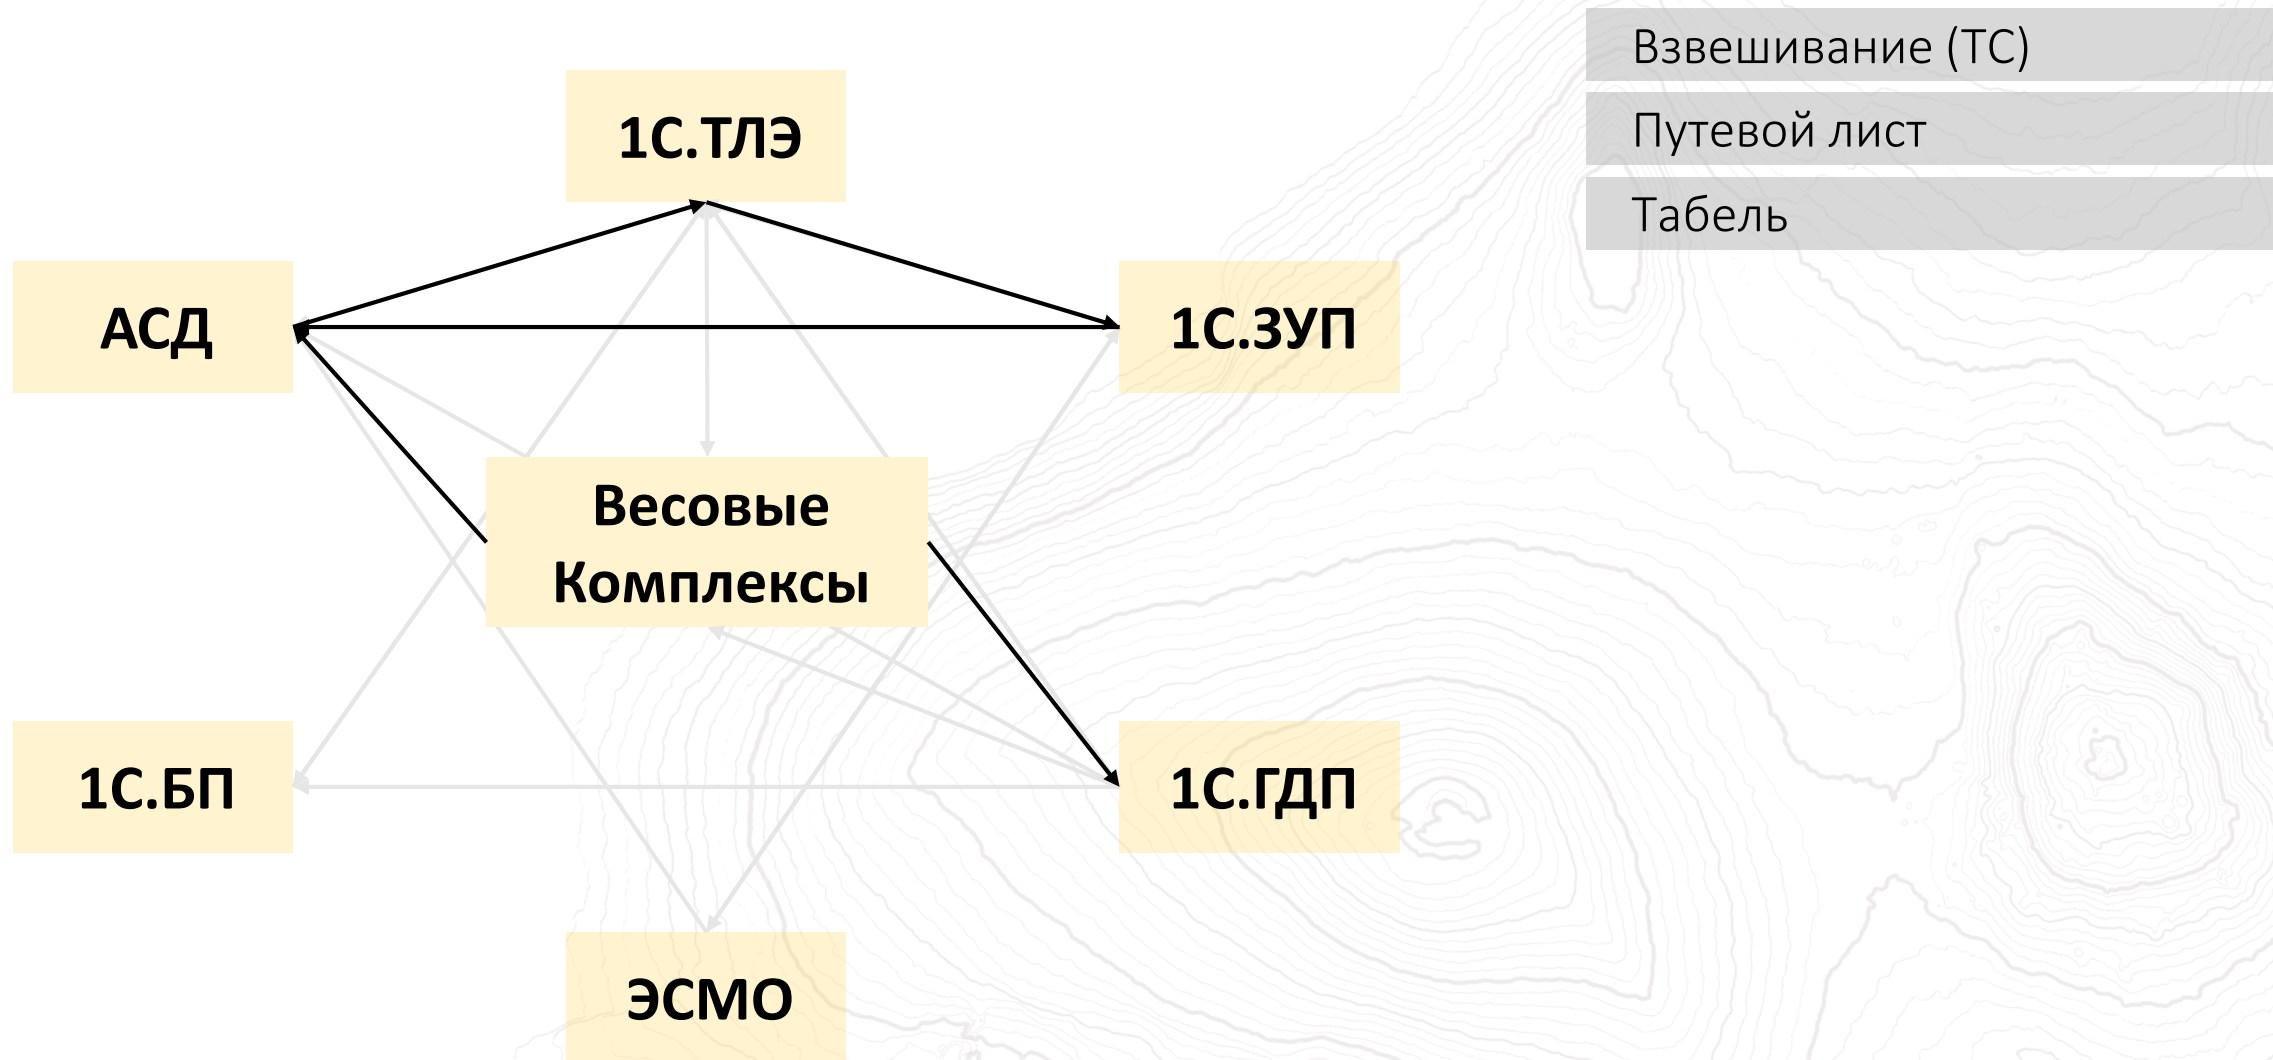 Взвешивание (ТС)
Путевой лист
Табель
1С.ТЛЭ
АСД
1С.ЗУП
Весовые
Комплексы
1С.БП
1С.ГДП
ЭСМО